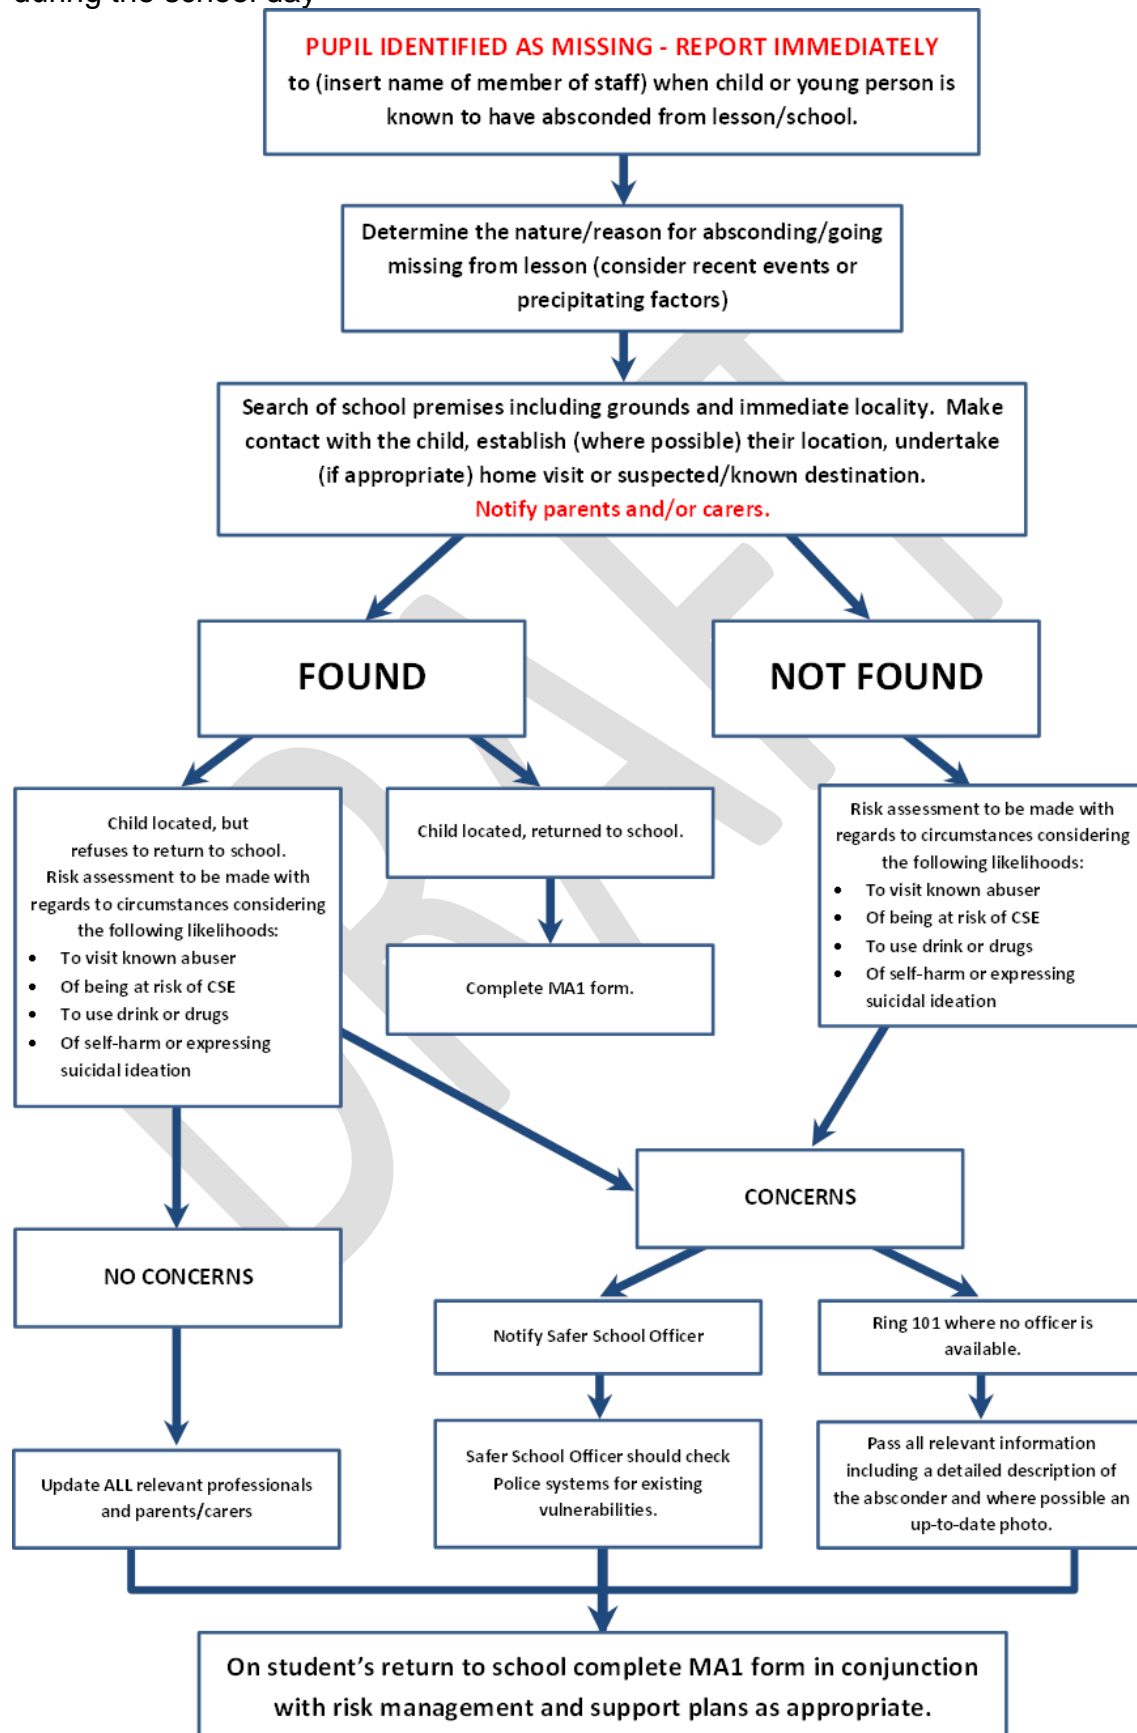 during the school day
PUPIL IDENTIFIED AS MISSING - REPORT IMMEDIATELY
to (insert name of member of staff) when child or young person is
known to have absconded from lesson/school.
Determine the nature/reason for absconding/going
missing from lesson (consider recent events or
precipitating factors)
Search of school premises including grounds and immediate locality. Make
contact with the child, establish (where possible) their location, undertake
(if appropriate) home visit or suspected/known destination.
Notify parents and/or carers.
FOUND
NOT FOUND
Child located, but
refuses to return to school.
Risk assessment to be made with
regards to circumstances considering
the following likelihoods:
• To visit known abuser
• Of being at risk of CSE
• To use drink or drugs
• Of self-harm or expressing
suicidal ideation
Child located, returned to school.
Complete MA1 form.
Risk assessment to be made with
regards to circumstances considering
the following likelihoods:
• To visit known abuser
• Of being at risk of CSE
• To use drink or drugs
• Of self-harm or expressing
suicidal ideation
CONCERNS
NO CONCERNS
Notify Safer School Officer
Ring 101 where no officer is
available.
Update ALL relevant professionals
and parents/carers
Safer School Officer should check
Police systems for existing
vulnerabilities.
Pass all relevant information
including a detailed description of
the absconder and where possible an
up-to-date photo.
On student’s return to school complete MA1 form in conjunction
with risk management and support plans as appropriate.
DRAFT